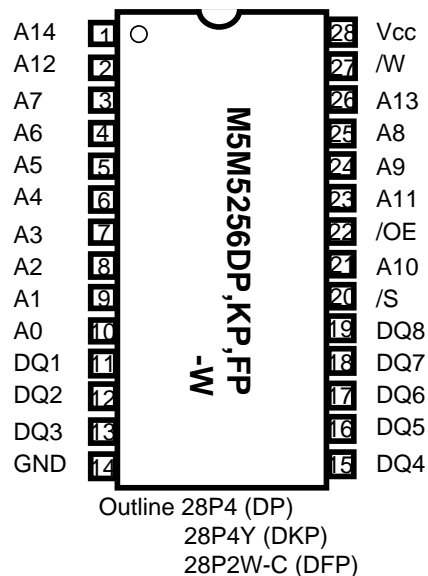 A14 1 28 Vcc
A12 2 27 /W
A7 3 26 A13
A6 4 25 A8
A5 5 24 A9
A4 6 23 A11
A3 7 22 /OE
A2 8 21 A10
A1 9 20 /S
A0 10 19 DQ8
DQ1 11 18 DQ7
DQ2 12 17 DQ6
DQ3 13 16 DQ5
GND 14 15 DQ4
M5M5256DP,KP,FP
-W
Outline 28P4 (DP)
28P4Y (DKP)
28P2W-C (DFP)